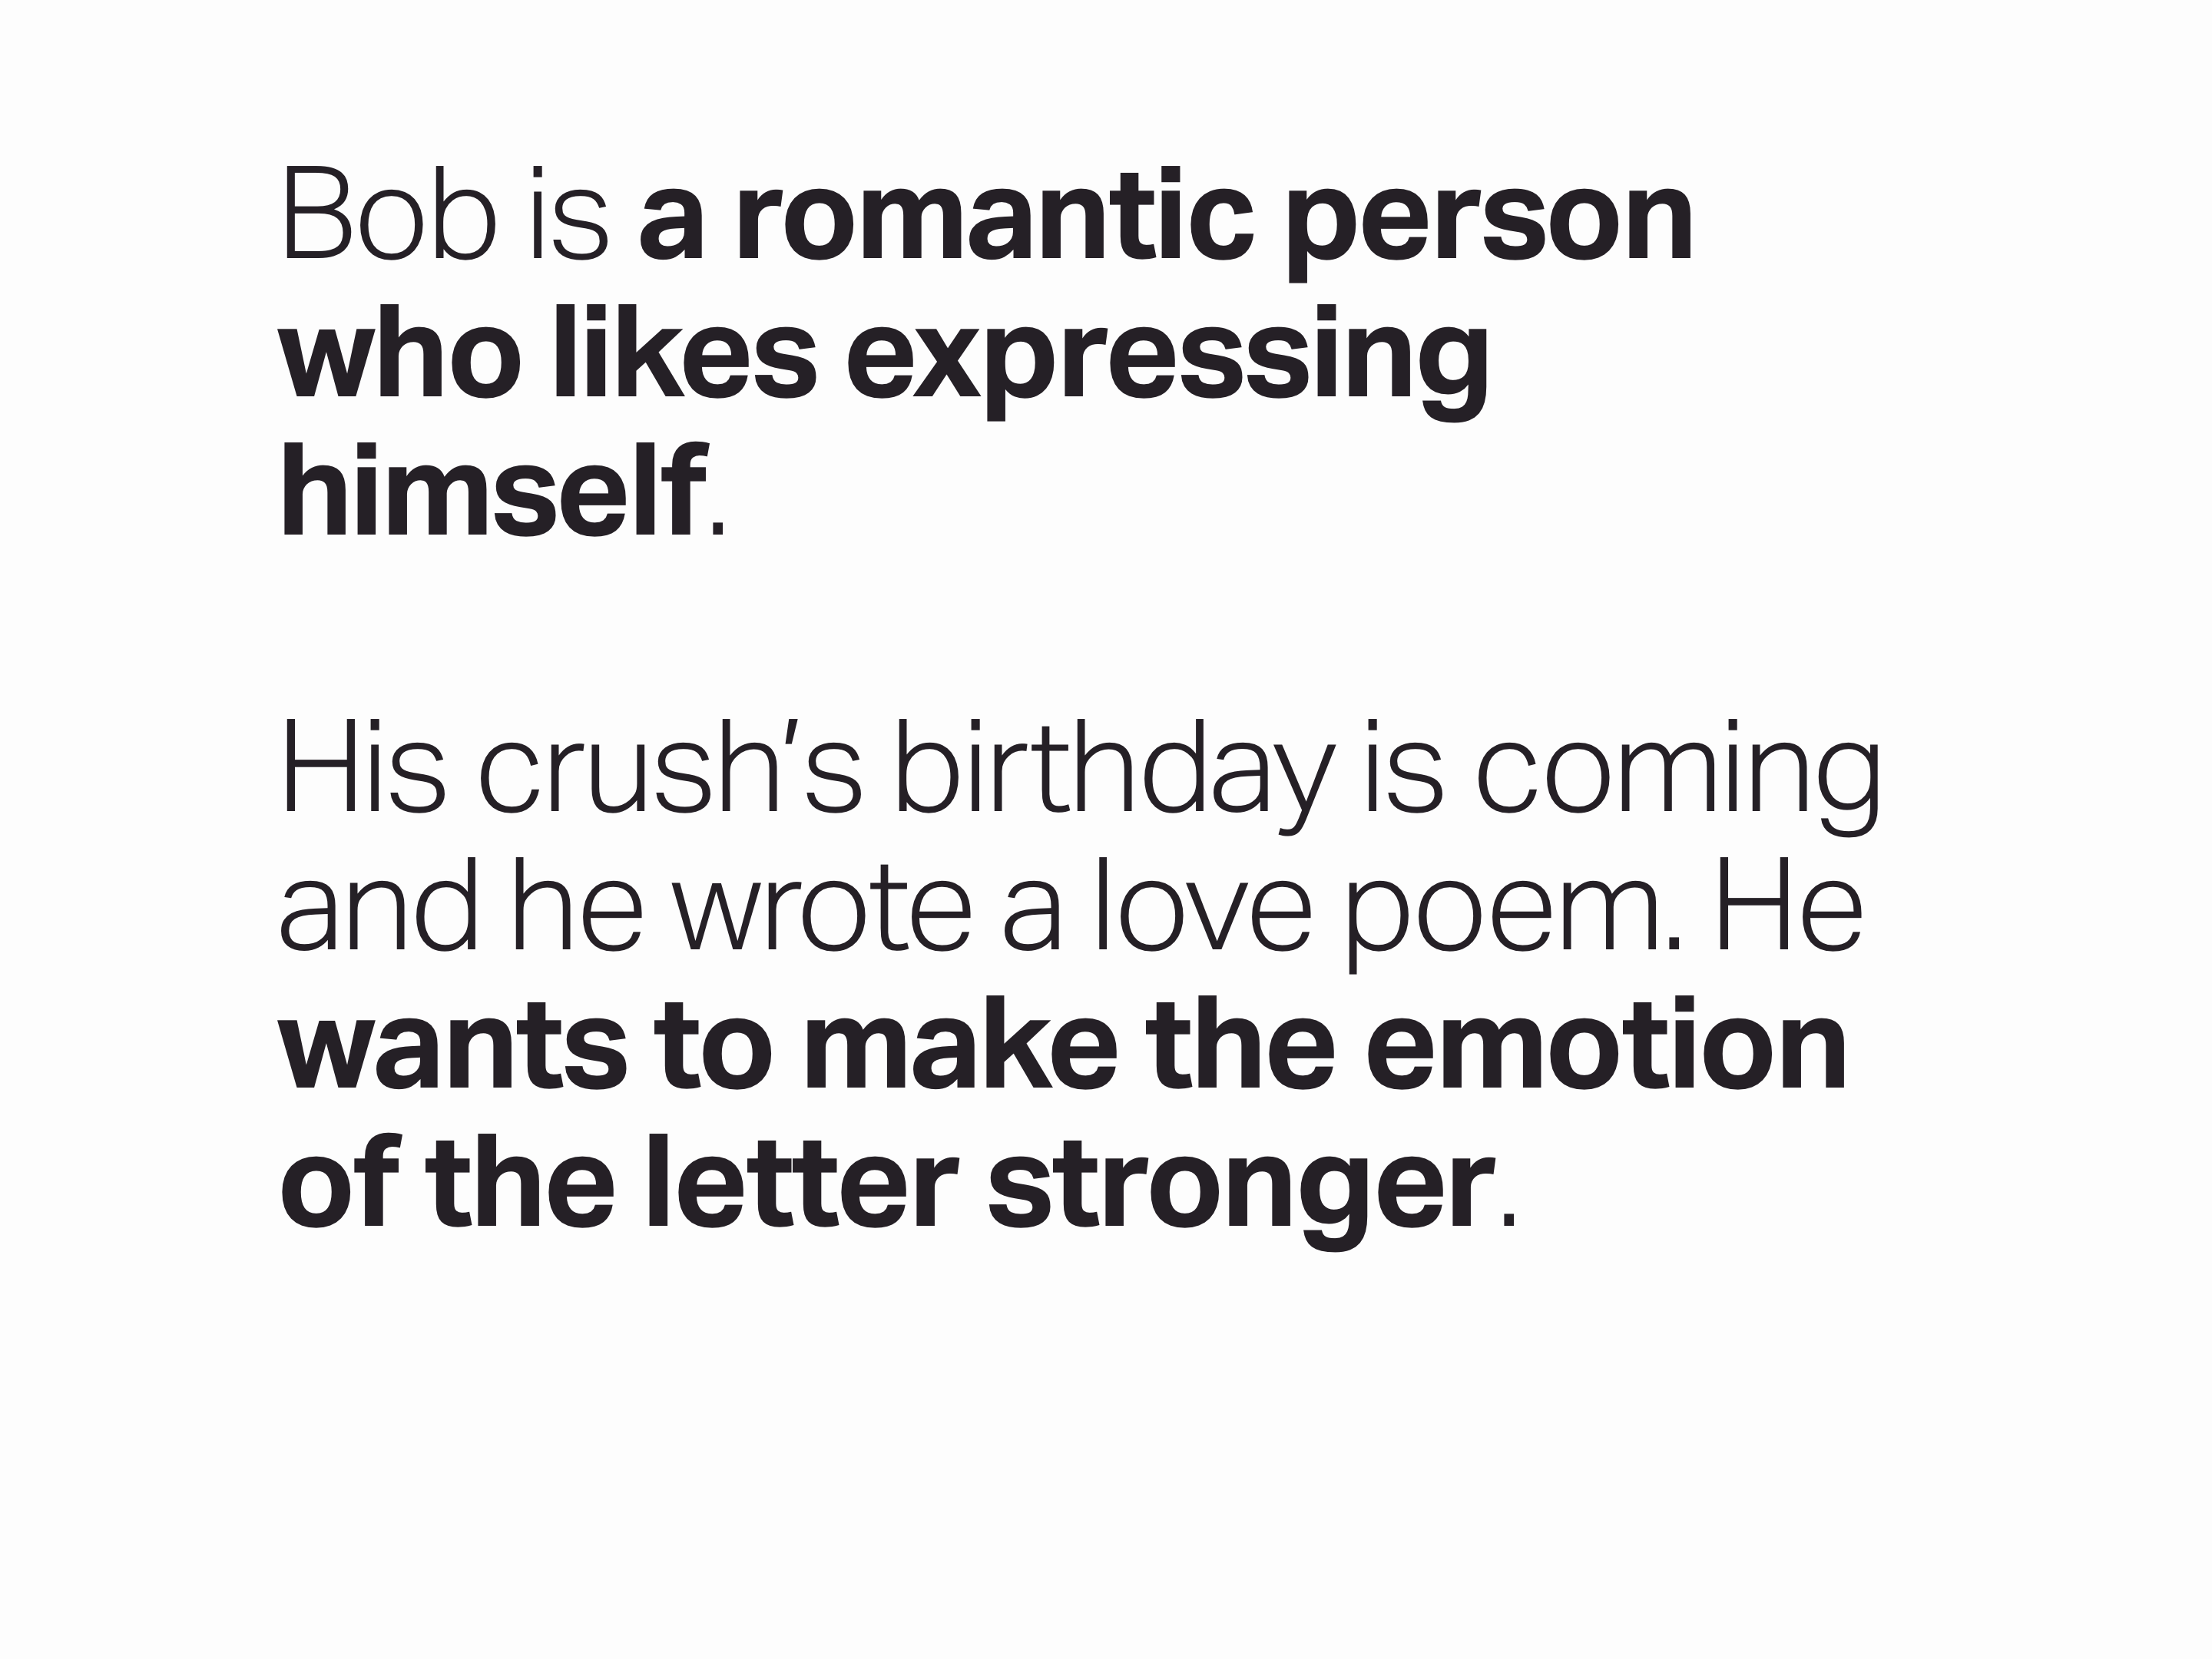 Bob is a romantic person
who likes expressing
himself.
His crush’s birthday is coming
and he wrote a love poem. He
wants to make the emotion
of the letter stronger.